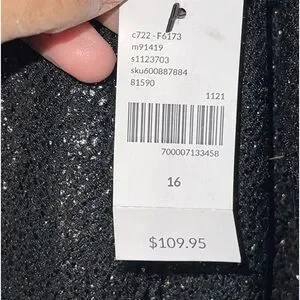 c722 - F6173
m91419
s1123703
sku600887884
81590
1121
700007133458
16
$109.95